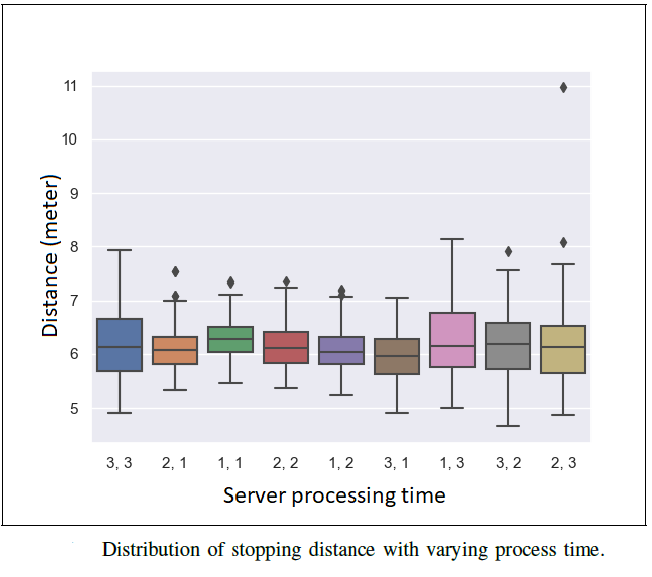 11
10
9
8
7
6
5
Distance (meter)
3, 3 2, 1 1, 1 2, 2 1, 2 3, 1 1, 3 3, 2 2, 3
Server processing time
Distribution of stopping distance with varying process time.